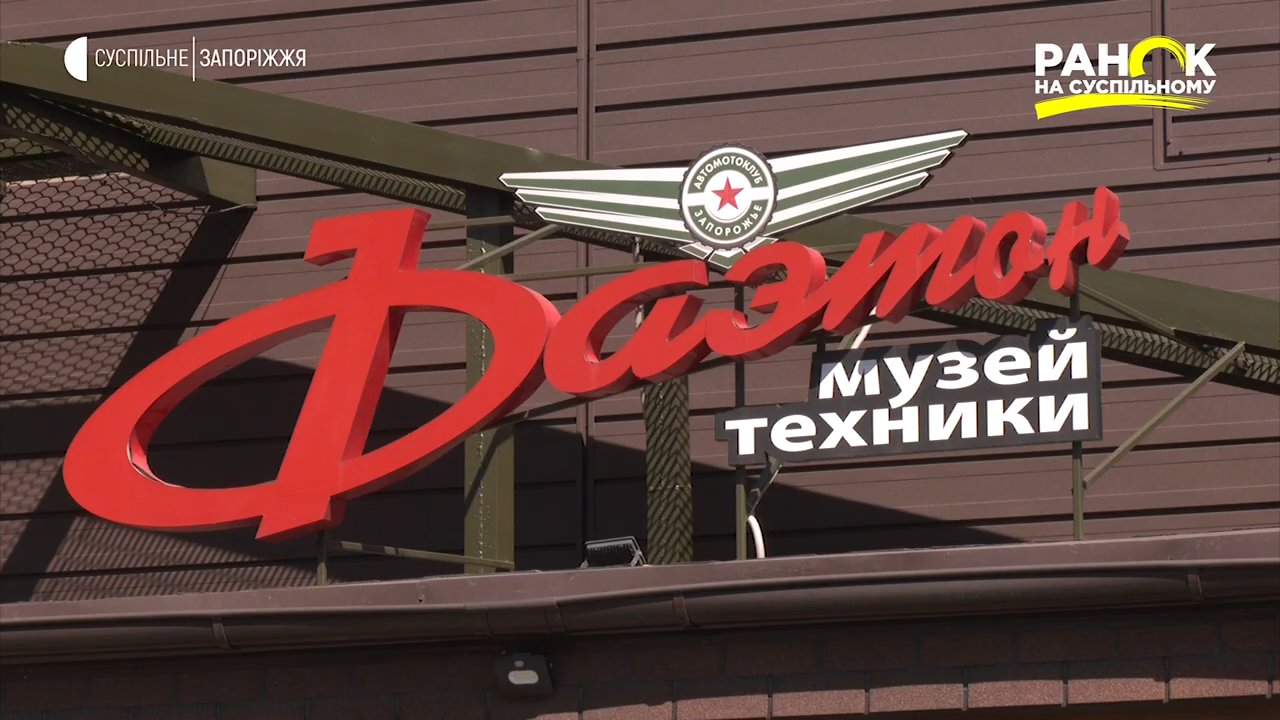 СУСПІЛЬНЕ ЗАПОРІЖЖЯ
РАНОК
НА СУСПІЛЬНОМУ
АВТОМОТОКЛУБ
ЗАПОРОЖЬЕ
Фаэтон
музей
техники